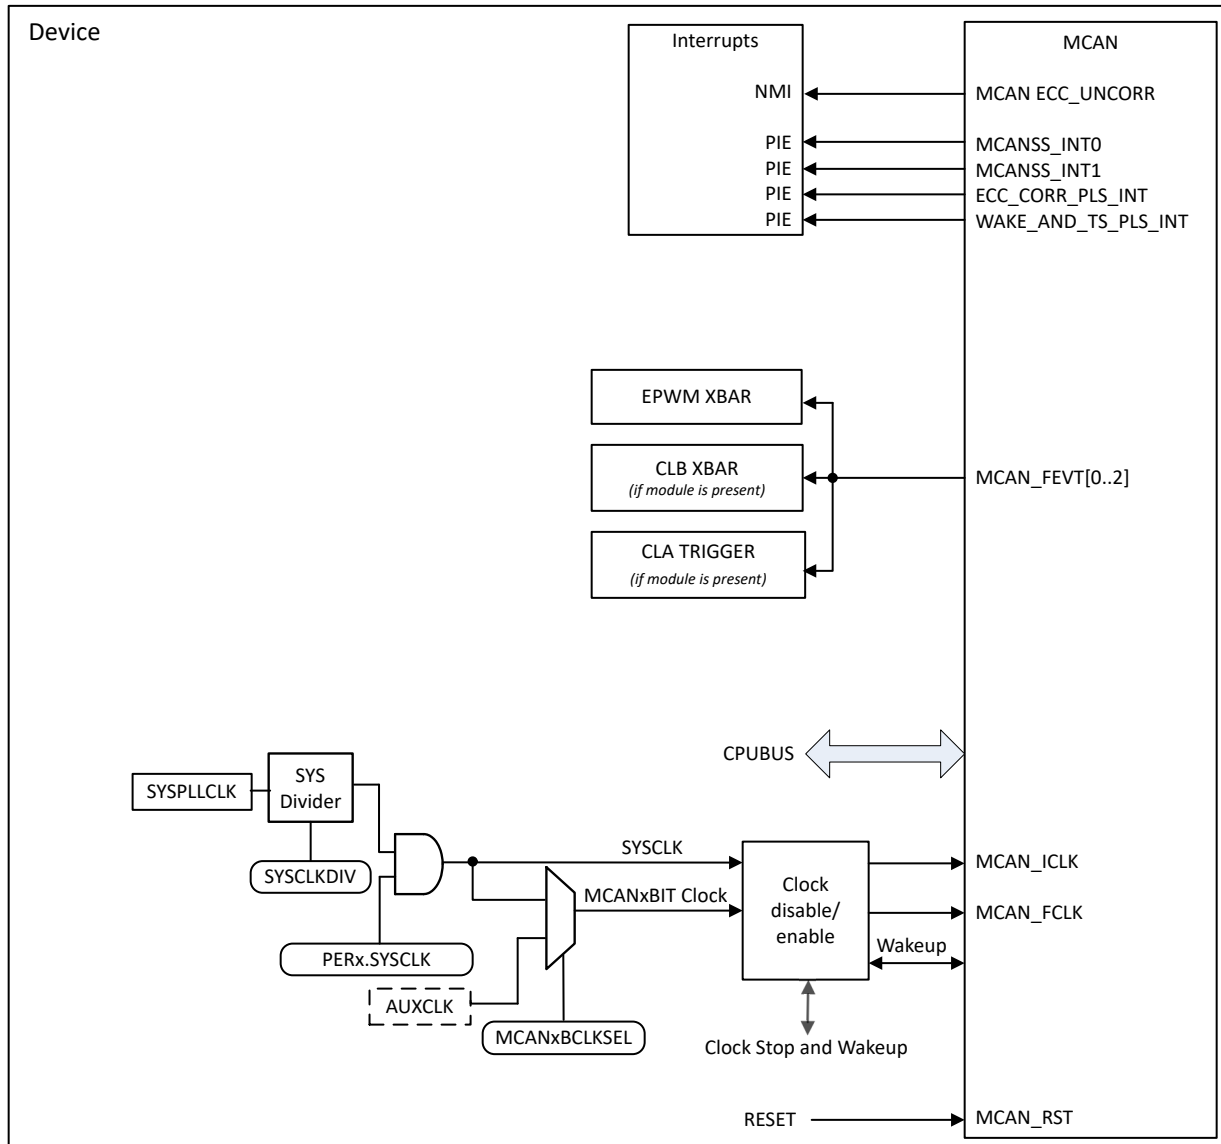 Device
Interrupts
MCAN
NMI
MCAN ECC_UNCORR
PIE
MCANSS_INT0
PIE
MCANSS_INT1
PIE
ECC_CORR_PLS_INT
PIE
WAKE_AND_TS_PLS_INT
EPWM XBAR
CLB XBAR
(if module is present)
MCAN_FEVT[0..2]
CLA TRIGGER
(if module is present)
CPUBUS
SYSPLLCLK
SYS
Divider
SYSCLKDIV
SYSCLK
MCANxBIT Clock
Clock
disable/
enable
MCAN_ICLK
MCAN_FCLK
Wakeup
PERx.SYSCLK
AUXCLK
MCANxBCLKSEL
Clock Stop and Wakeup
RESET
MCAN_RST